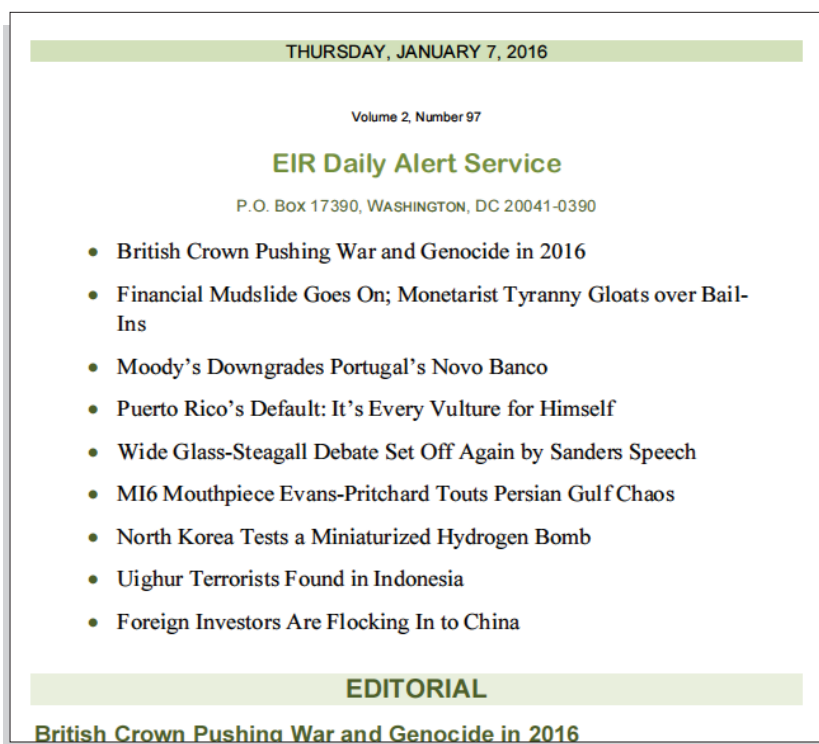 THURSDAY, JANUARY 7, 2016
Volume 2, Number 97
EIR Daily Alert Service
P.O. BOX 17390, WASHINGTON, DC 20041-0390
• British Crown Pushing War and Genocide in 2016
• Financial Mudslide Goes On; Monetarist Tyranny Gloats over Bail-
Ins
• Moody’s Downgrades Portugal’s Novo Banco
• Puerto Rico’s Default: It’s Every Vulture for Himself
• Wide Glass-Steagall Debate Set Off Again by Sanders Speech
• MI6 Mouthpiece Evans-Pritchard Touts Persian Gulf Chaos
• North Korea Tests a Miniaturized Hydrogen Bomb
• Uighur Terrorists Found in Indonesia
• Foreign Investors Are Flocking In to China
EDITORIAL
British Crown Pushing War and Genocide in 2016